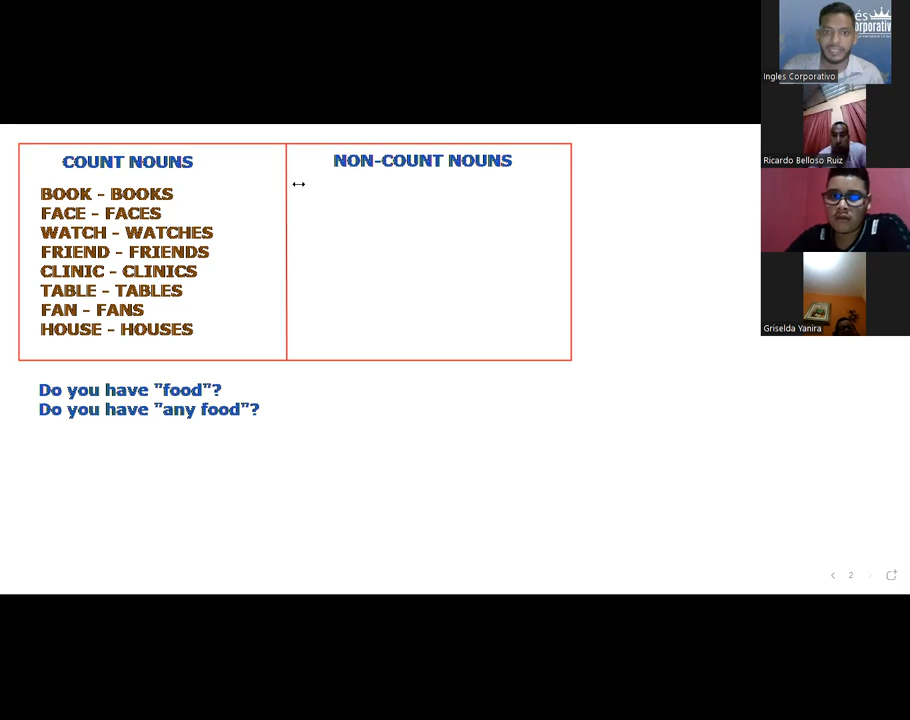 COUNT NOUNS
NON-COUNT NOUNS
BOOK - BOOKS
FACE - FACES
WATCH - WATCHES
FRIEND - FRIENDS
CLINIC - CLINICS
TABLE - TABLES
FAN - FANS
HOUSE - HOUSES
Do you have "food"?
Do you have "any food"?
2
Ingles Corporativo
Ricardo Belloso Ruiz
Griselda Yanira